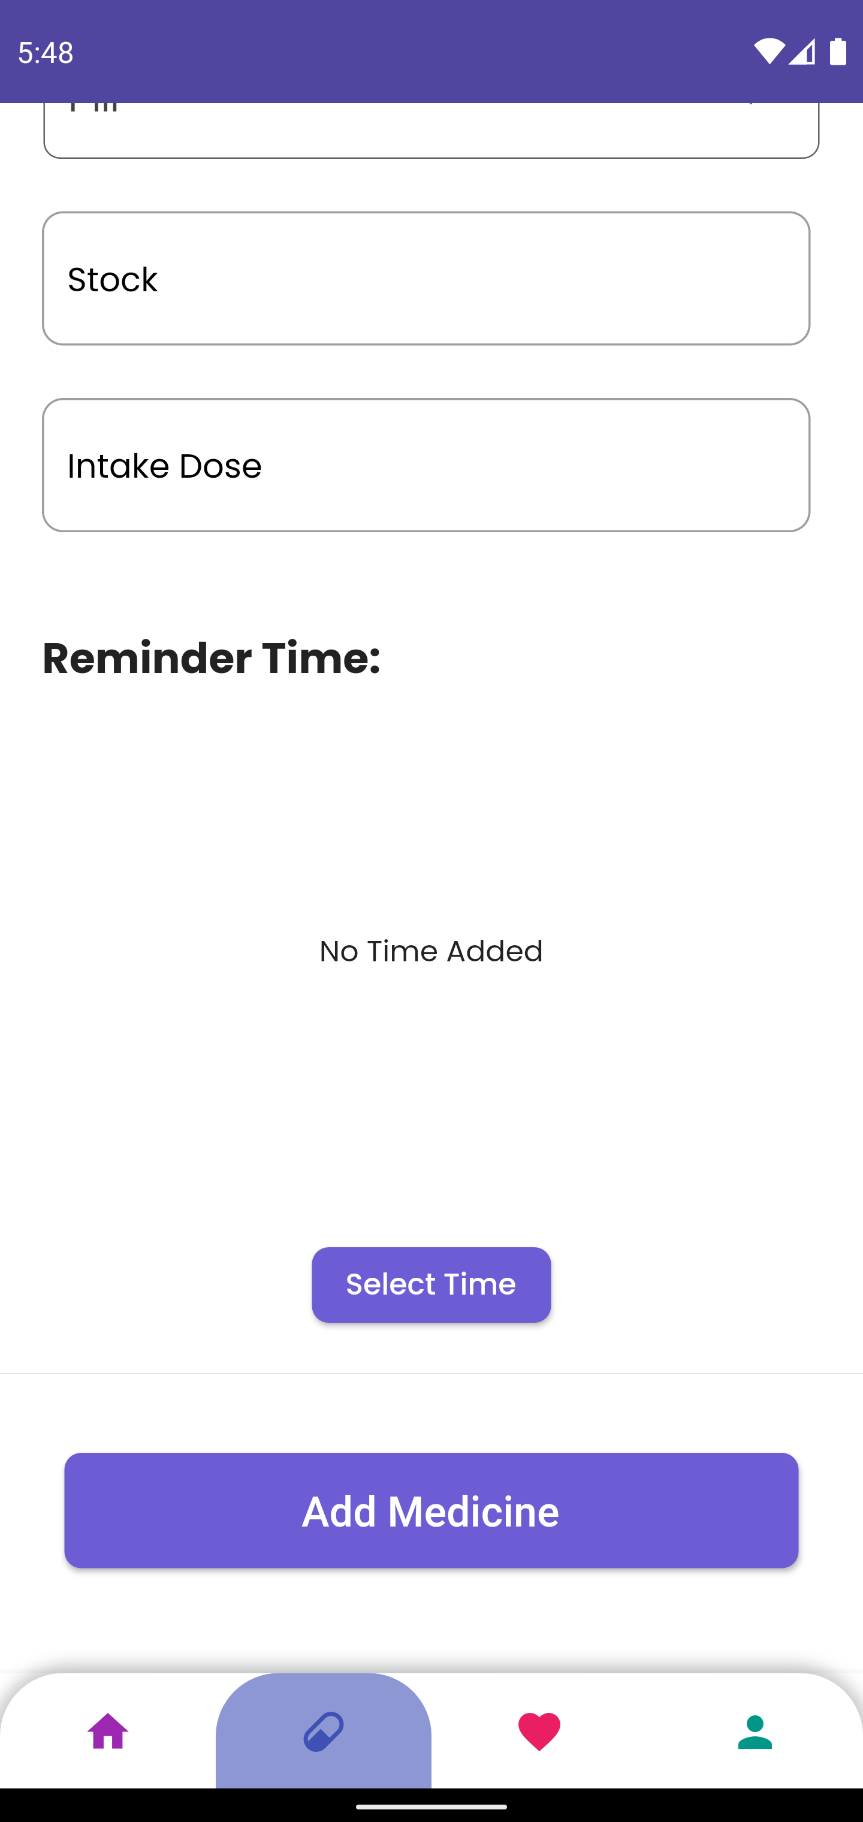 5:48
Stock
Intake Dose
Reminder Time:
No Time Added
Select Time
Add Medicine